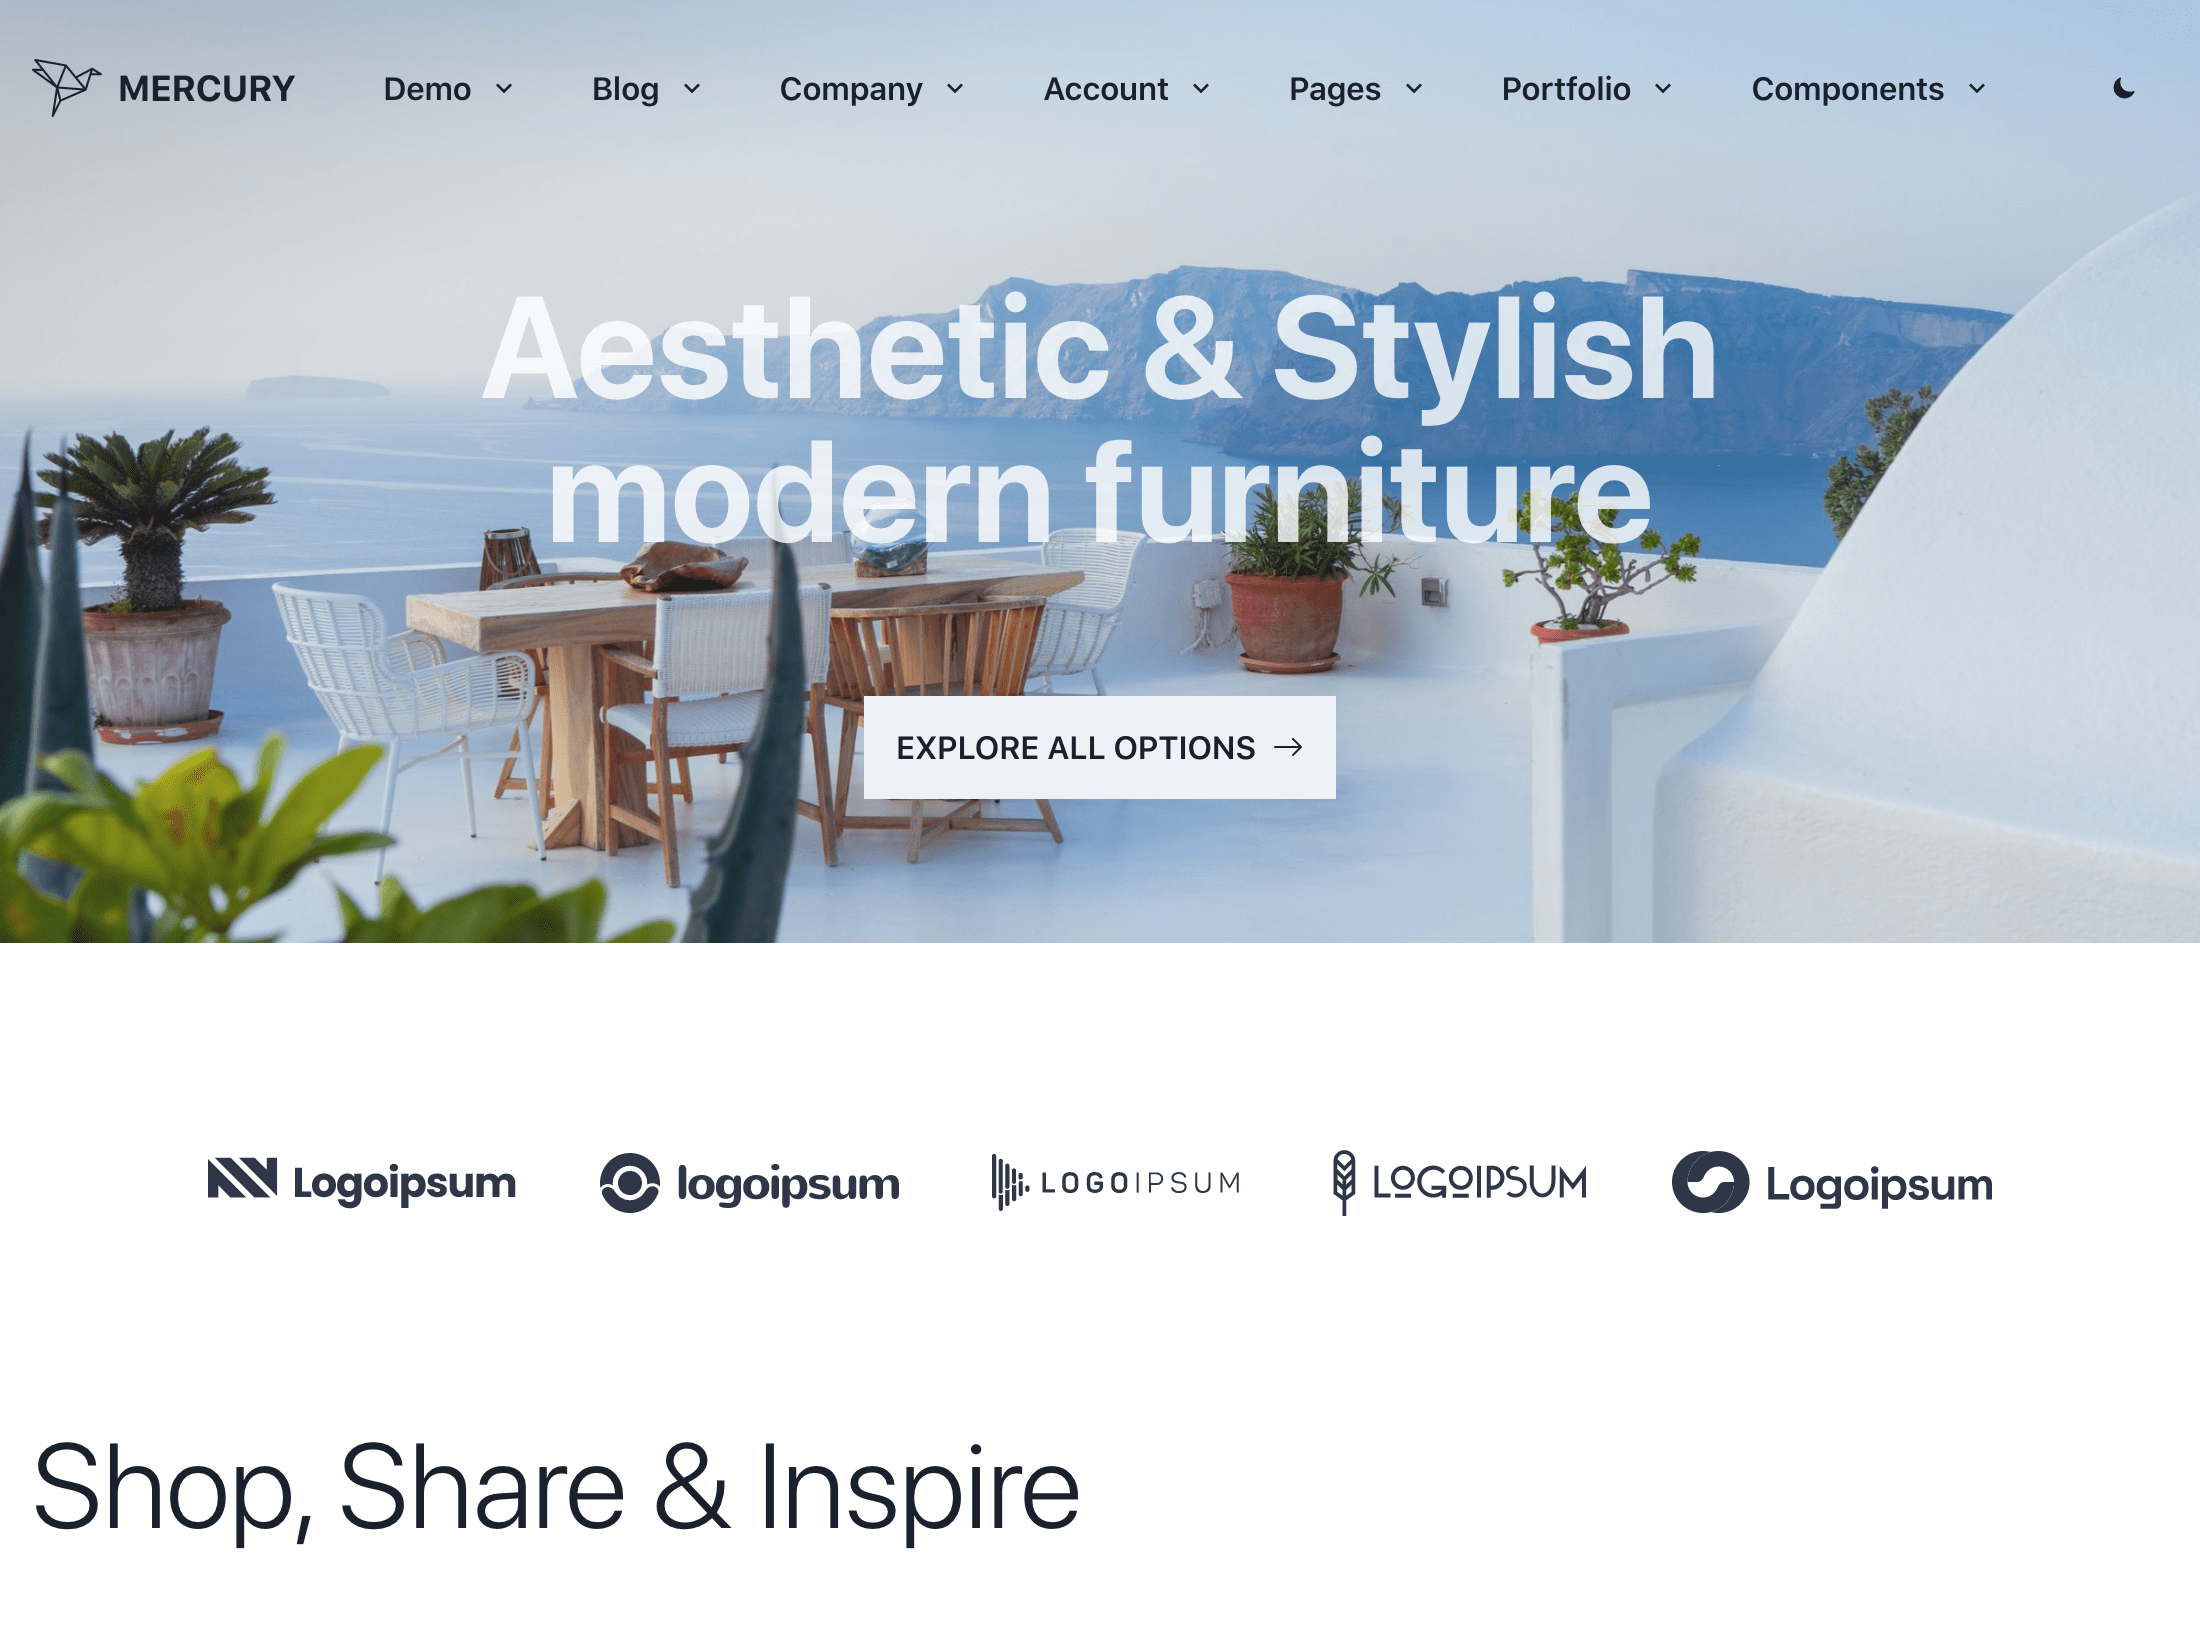 MERCURY Demo Blog Company Account Pages Portfolio Components
Aesthetic & Stylish
modern furniture
EXPLORE ALL OPTIONS →
Logoipsum logoipsum LOGOIPSUM LOGOIPSUM Logoipsum
Shop, Share & Inspire